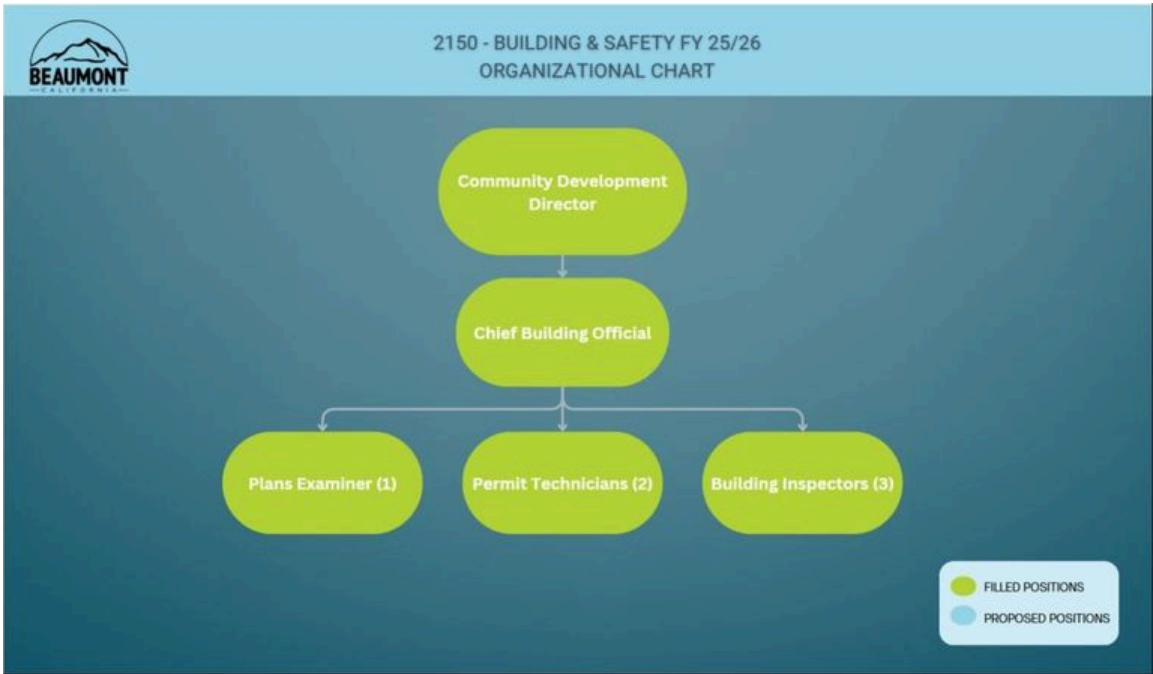 BEAUMONT
CALIFORNIA
2150 - BUILDING & SAFETY FY 25/26
ORGANIZATIONAL CHART
Community Development
Director
Chief Building Official
Plans Examiner (1)
Permit Technicians (2)
Building Inspectors (3)
FILLED POSITIONS
PROPOSED POSITIONS